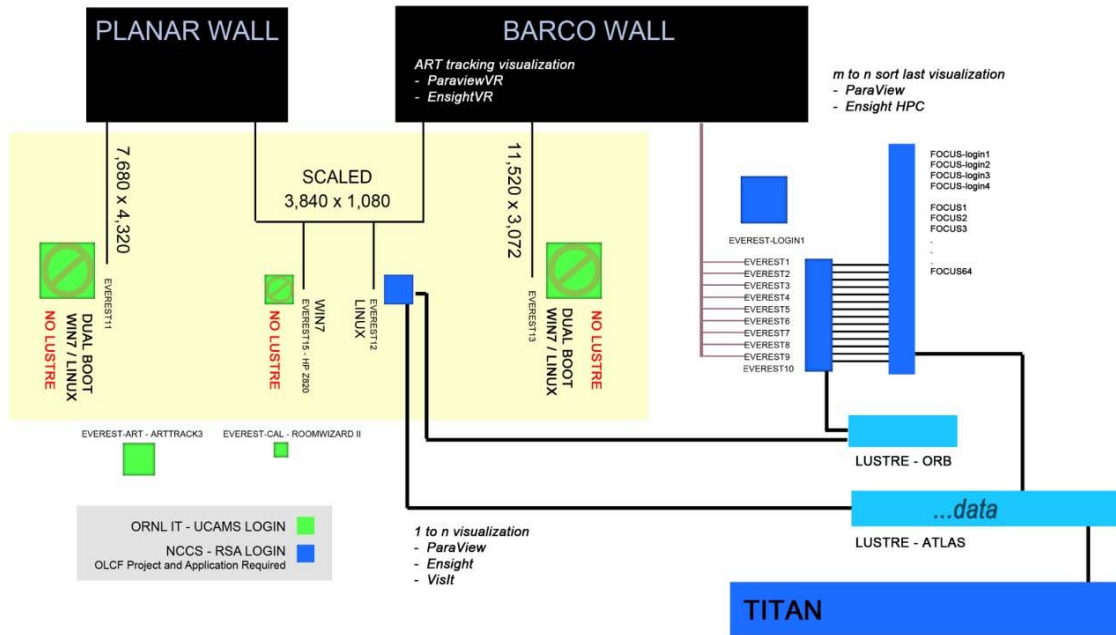 PLANAR WALL
BARCO WALL
ART tracking visualization
- ParaviewVR
- EnsightVR
m to n sort last visualization
- ParaView
- Ensight HPC
7,680 x 4,320
SCALED
3,840 x 1,080
11,520 x 3,072
EVEREST11
DUAL BOOT
WIN7 / LINUX
NO LUSTRE
WIN7
EVEREST15 - HP Z820
NO LUSTRE
EVEREST12
LINUX
EVEREST13
DUAL BOOT
WIN7 / LINUX
NO LUSTRE
EVEREST-LOGIN1
EVEREST1
EVEREST2
EVEREST3
EVEREST4
EVEREST5
EVEREST6
EVEREST7
EVEREST8
EVEREST9
EVEREST10
FOCUS-login1
FOCUS-login2
FOCUS-login3
FOCUS-login4
FOCUS1
FOCUS2
FOCUS3
.
.
.
FOCUS64
EVEREST-ART - ARTTRACK3
EVEREST-CAL - ROOMWIZARD II
LUSTRE - ORB
...data
LUSTRE - ATLAS
ORNL IT - UCAMS LOGIN
NCCS - RSA LOGIN
OLCF Project and Application Required
1 to n visualization
- ParaView
- Ensight
- VisIt
TITAN